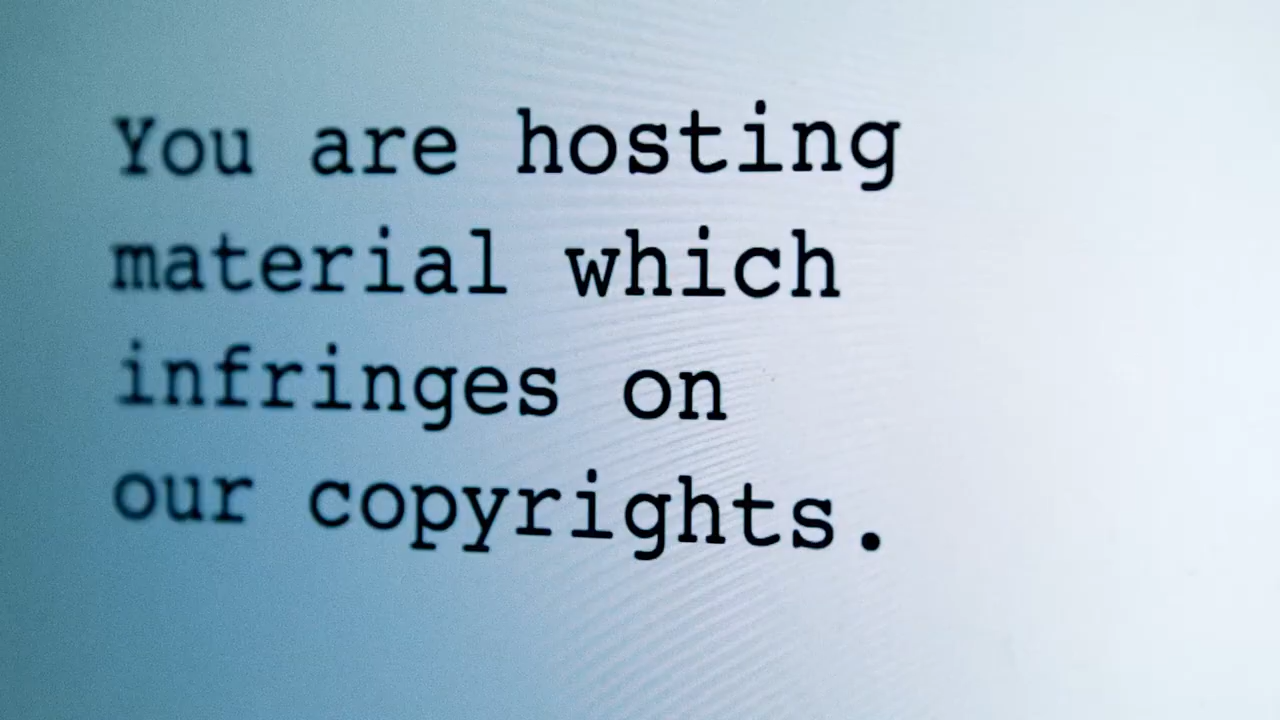 You are hosting
material which
infringes on
our copyrights.